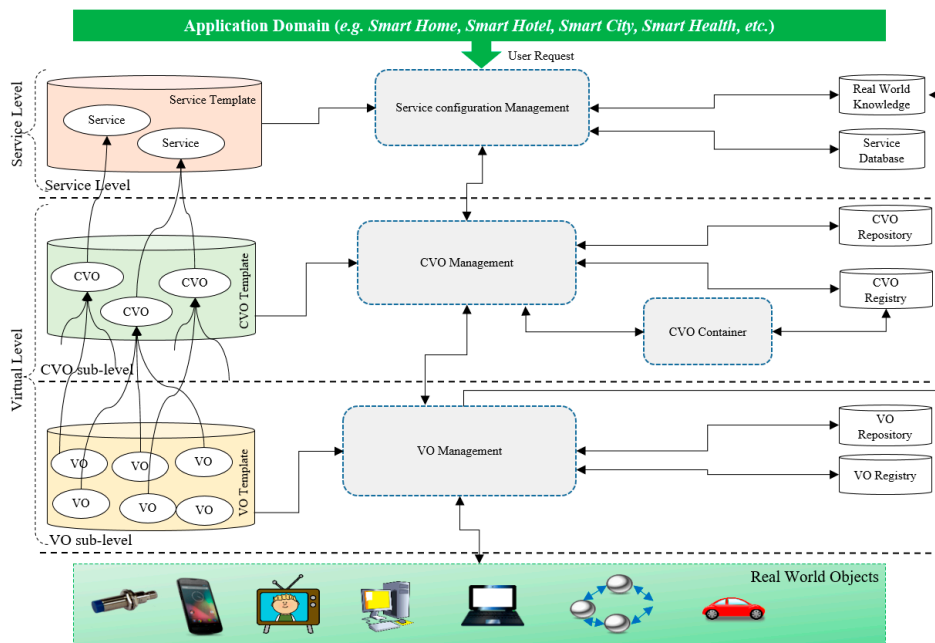 Application Domain (e.g. Smart Home, Smart Hotel, Smart City, Smart Health, etc.)
User Request
Service Level
Service Template
Service
Service
Service Level
Service configuration Management
Real World
Knowledge
Service
Database
Virtual Level
CVO Template
CVO
CVO
CVO
CVO sub-level
CVO Management
CVO
Repository
CVO
Registry
CVO Container
VO Template
VO
VO
VO
VO
VO
VO
VO sub-level
VO Management
VO
Repository
VO Registry
Real World Objects